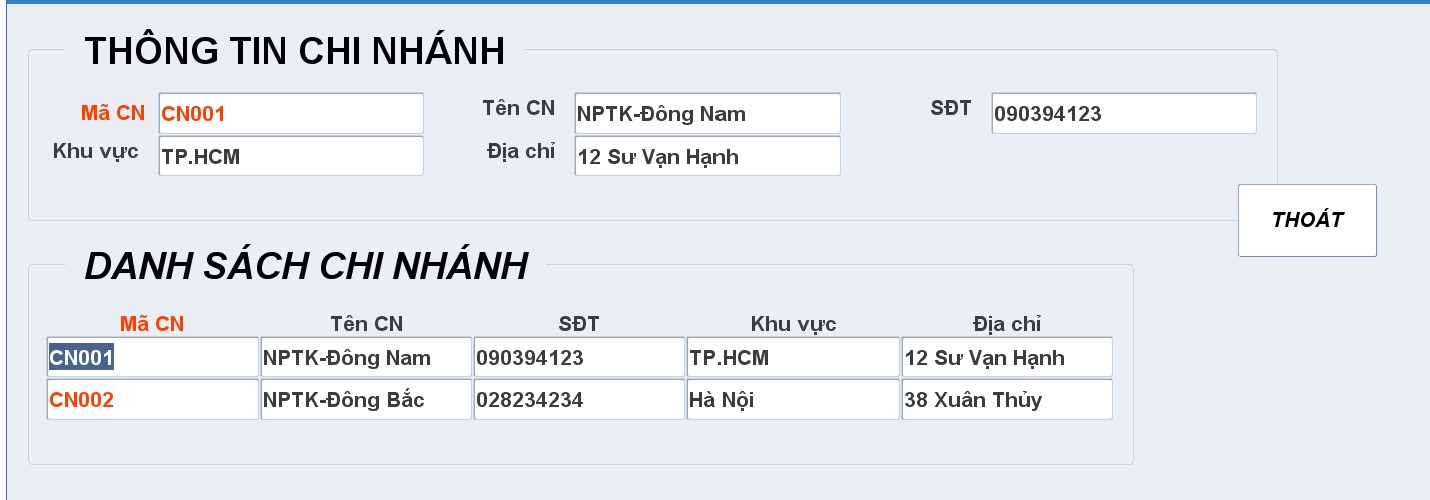 THÔNG TIN CHI NHÁNH
Mã CN CN001 Tên CN NPTK-Đông Nam SĐT 090394123
Khu vực TP.HCM Địa chỉ 12 Sư Vạn Hạnh
THOÁT
DANH SÁCH CHI NHÁNH
Mã CN Tên CN SĐT Khu vực Địa chỉ
CN001 NPTK-Đông Nam 090394123 TP.HCM 12 Sư Vạn Hạnh
CN002 NPTK-Đông Bắc 028234234 Hà Nội 38 Xuân Thủy